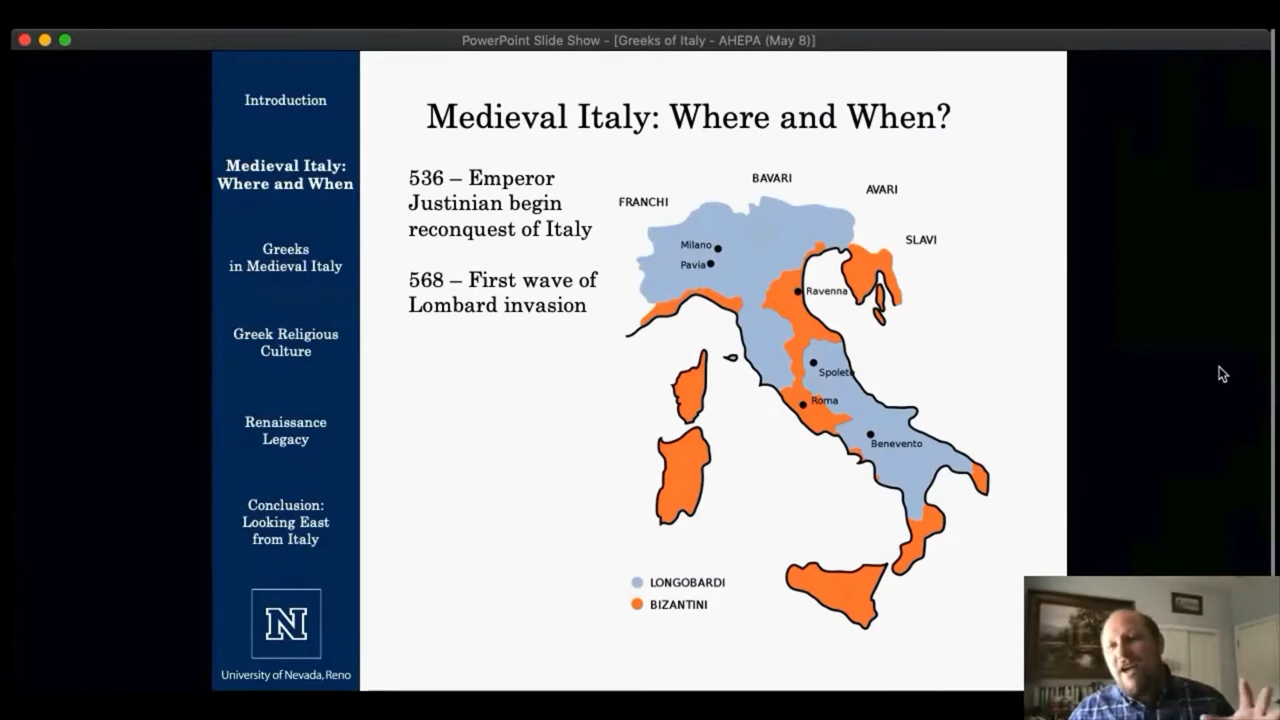 PowerPoint Slide Show - [Greeks of Italy - AHEPA (May 8)]
Introduction
Medieval Italy:
Where and When
Greeks
in Medieval Italy
Greek Religious
Culture
Renaissance
Legacy
Conclusion:
Looking East
from Italy
N
University of Nevada, Reno
Medieval Italy: Where and When?
536 – Emperor
Justinian begin
reconquest of Italy
568 – First wave of
Lombard invasion
BAVARI
AVARI
FRANCHI
SLAVI
Milano
Pavia
Ravenna
Spoleto
Roma
Benevento
LONGOBARDI
BIZANTINI